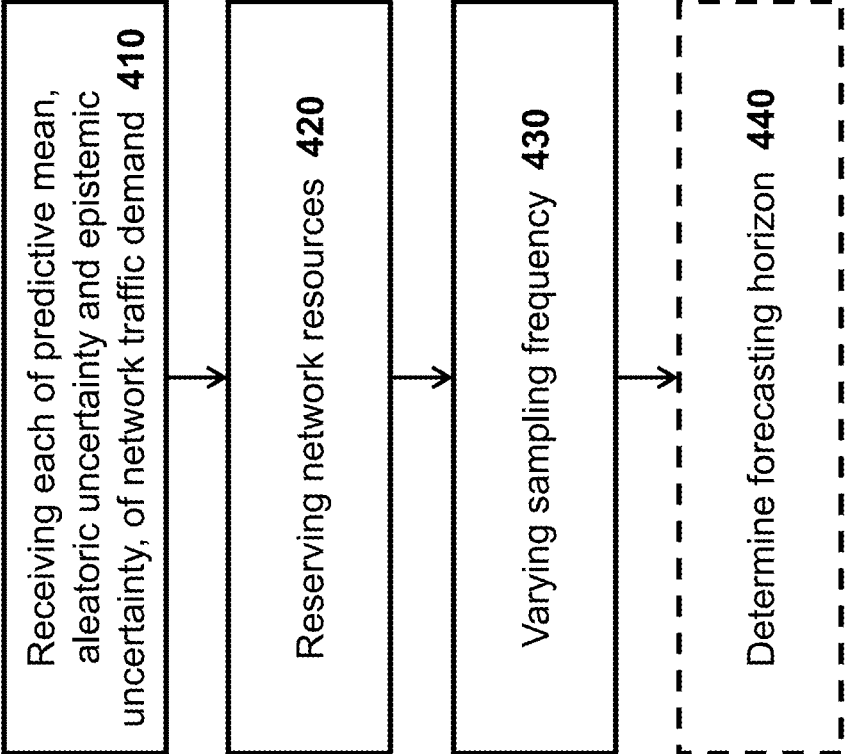 Receiving each of predictive mean,
aleatoric uncertainty and epistemic
uncertainty, of network traffic demand 410
Reserving network resources 420
Varying sampling frequency 430
Determine forecasting horizon 440